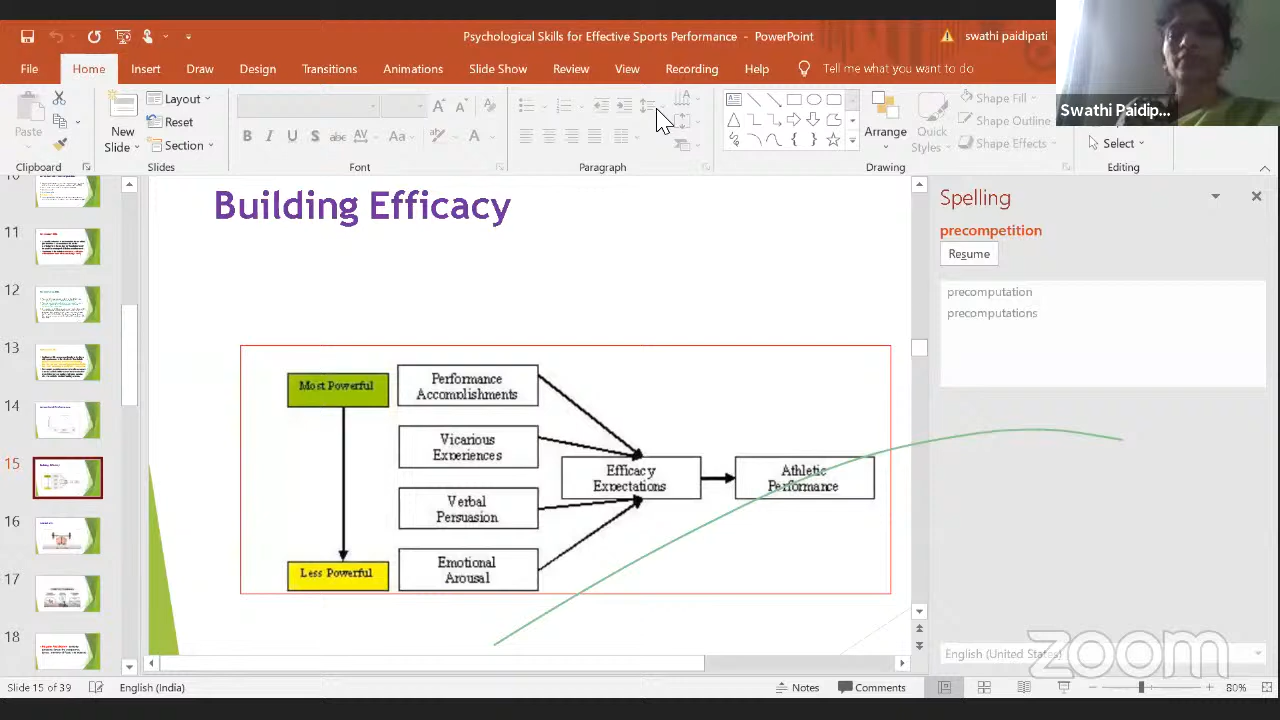 Psychological Skills for Effective Sports Performance - PowerPoint
swathi paidipati
File Home Insert Draw Design Transitions Animations Slide Show Review View Recording Help Tell me what you want to do
Swathi Paidip...
Paste
New
Slide
Layout
Reset
Section
B I U S abc AV Aa A
Arrange
Quick
Styles
Shape Fill
Shape Outline
Shape Effects
Select
Clipboard Slides Font Paragraph Drawing Editing
11
12
13
14
15
16
17
18
Building Efficacy
Most Powerful
Performance
Accomplishments
Vicarious
Experiences
Efficacy
Expectations
Athletic
Performance
Verbal
Persuasion
Less Powerful
Emotional
Arousal
Spelling
precompetition
Resume
precomputation
precomputations
English (United States)
zoom
Slide 15 of 39 English (India) Notes Comments 80%